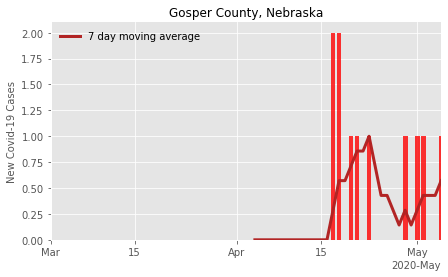 Gosper County, Nebraska
7 day moving average
New Covid-19 Cases
2.00
1.75
1.50
1.25
1.00
0.75
0.50
0.25
0.00
Mar
15
Apr
15
May
2020-May